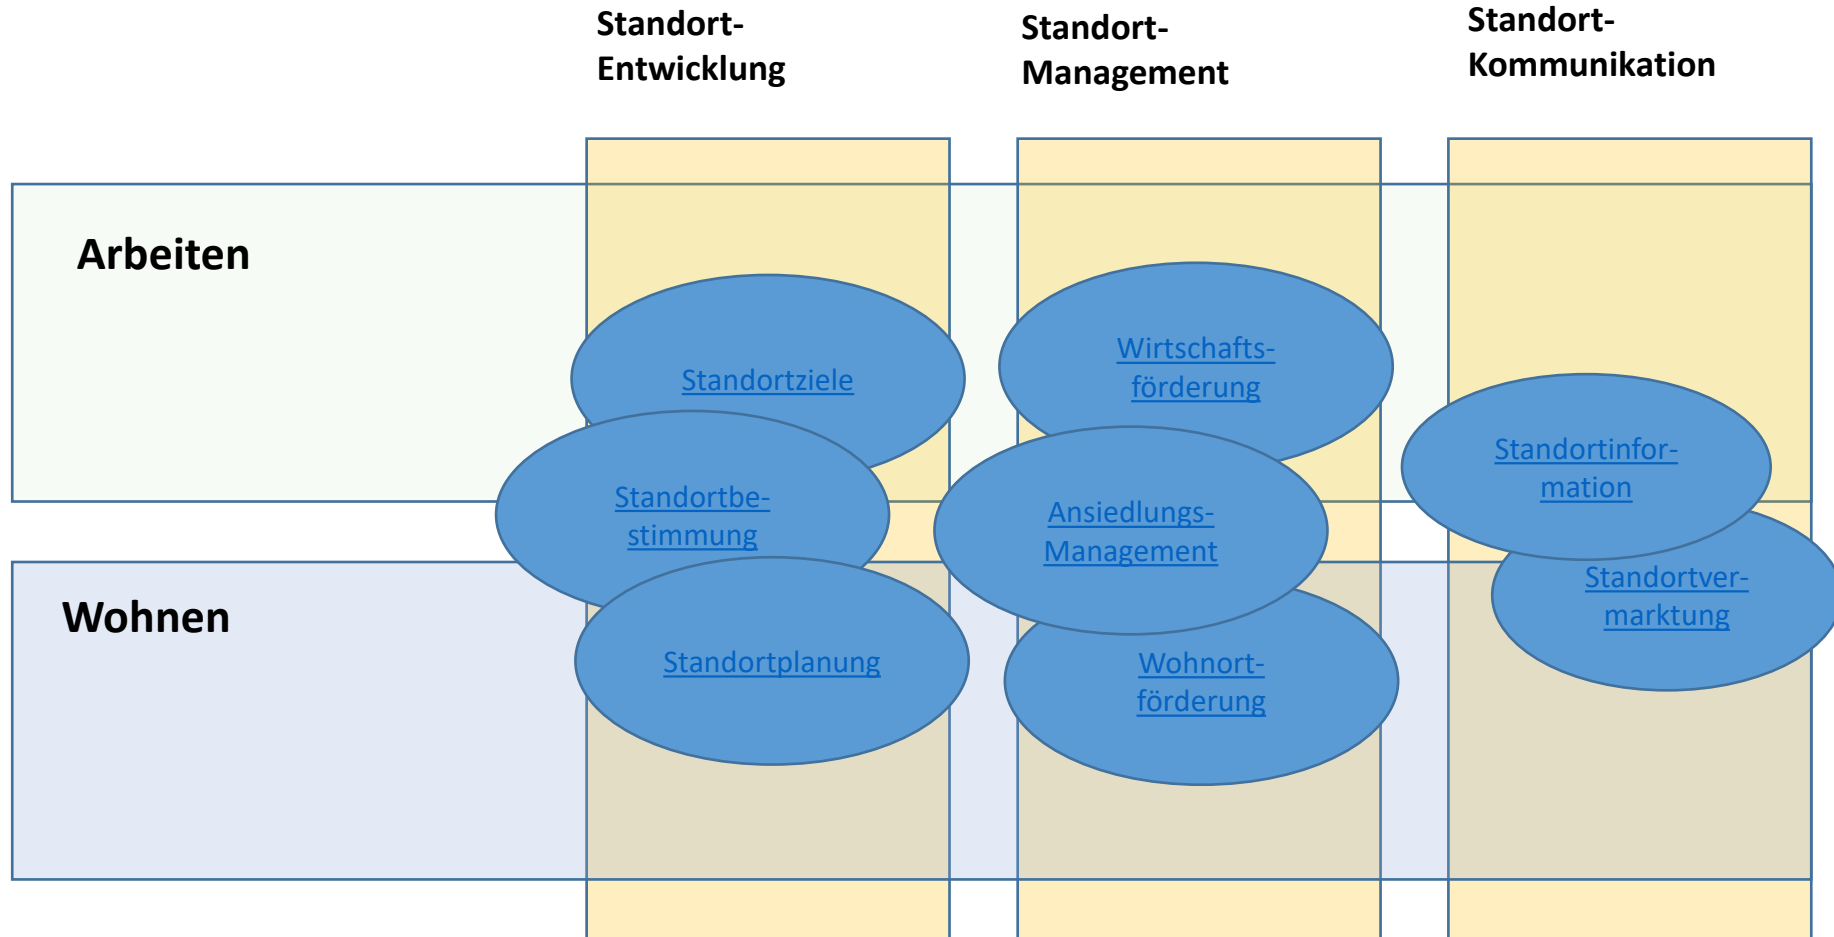 Standort-
Entwicklung
Standort-
Management
Standort-
Kommunikation
Arbeiten
Standortziele
Wirtschafts-
förderung
Standortinfor-
mation
Standortbe-
stimmung
Ansiedlungs-
Management
Standortver-
marktung
Wohnen
Standortplanung
Wohnort-
förderung